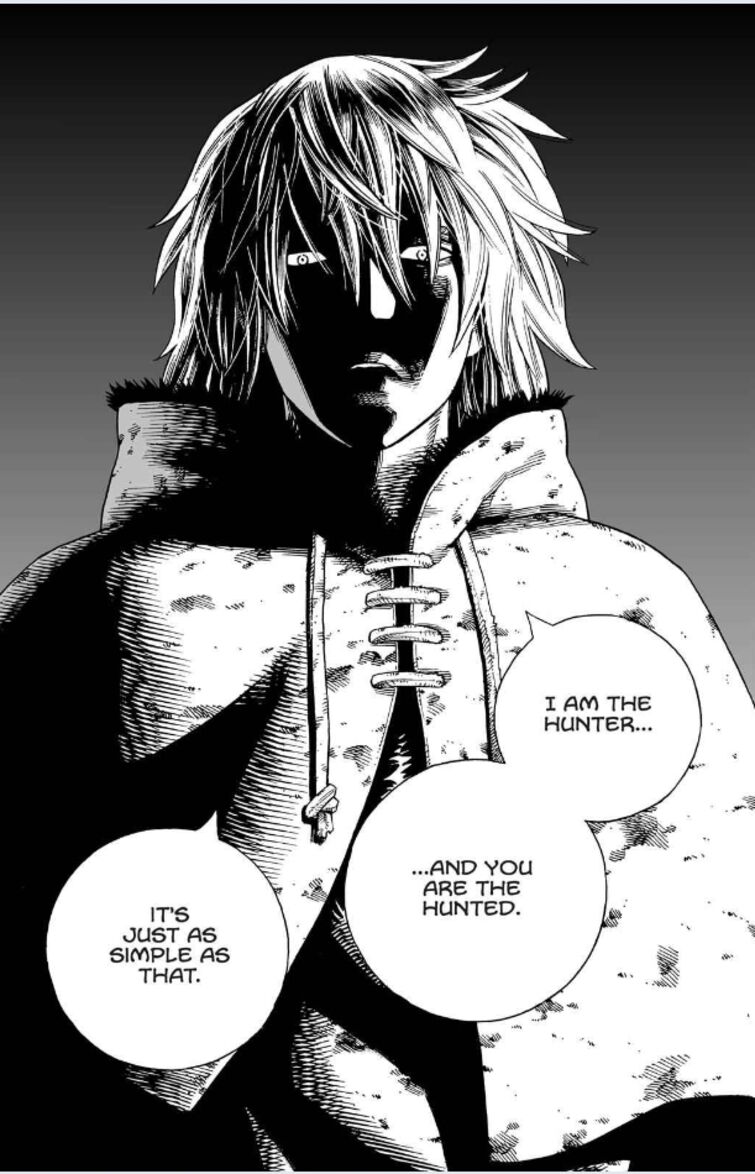 I AM THE
HUNTER...
...AND YOU
ARE THE
HUNTED.
IT'S
JUST AS
SIMPLE AS
THAT.